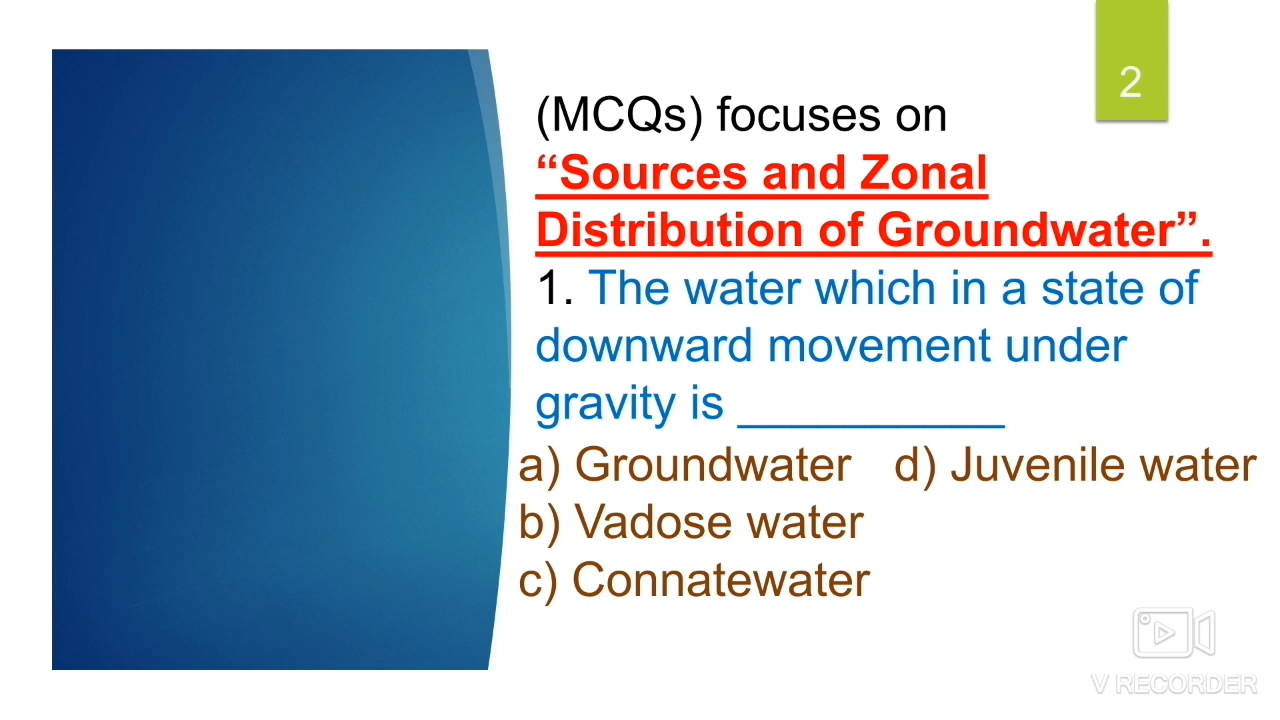 2
(MCQs) focuses on
“Sources and Zonal
Distribution of Groundwater”.
1. The water which in a state of
downward movement under
gravity is __________
a) Groundwater d) Juvenile water
b) Vadose water
c) Connatewater
V RECORDER